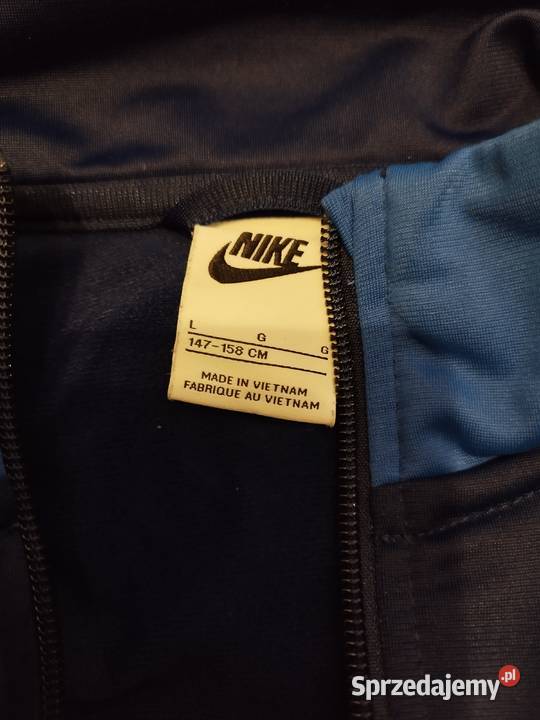 NIKE
L G G
147-158 CM
MADE IN VIETNAM
FABRIQUE AU VIETNAM
Sprzedajemy.pl